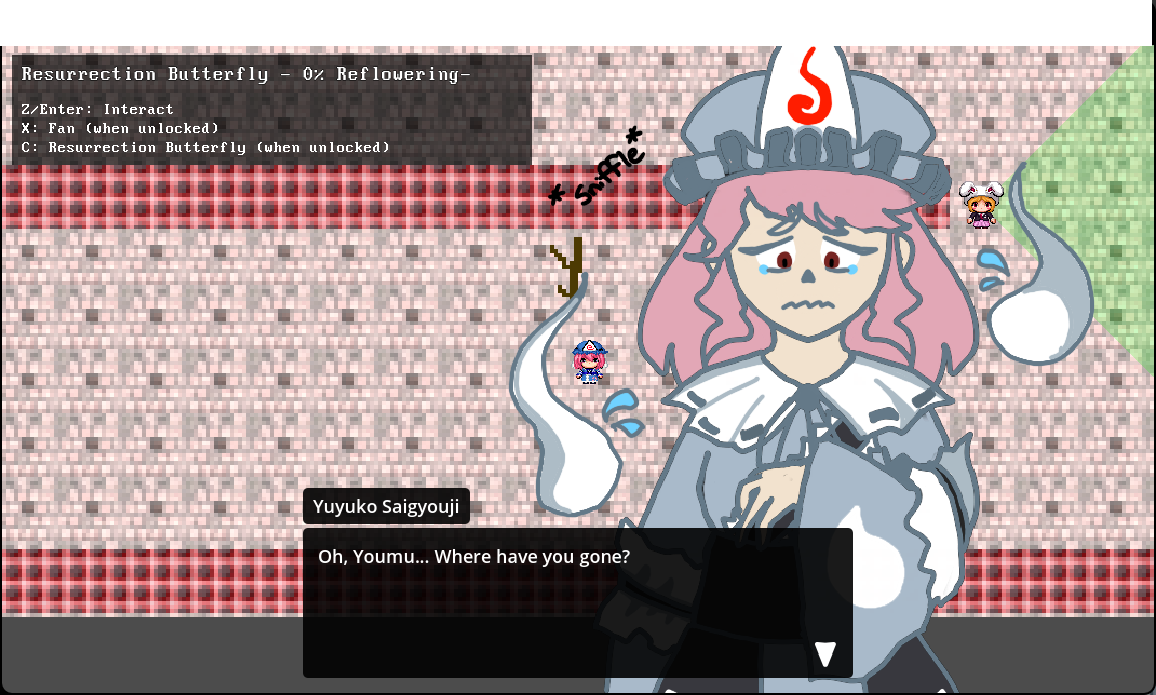 Resurrection Butterfly - 0% Reflowering-
Z/Enter: Interact
X: Fan (when unlocked)
C: Resurrection Butterfly (when unlocked)
* sniffle *
Yuyuko Saigyouji
Oh, Youmu... Where have you gone?